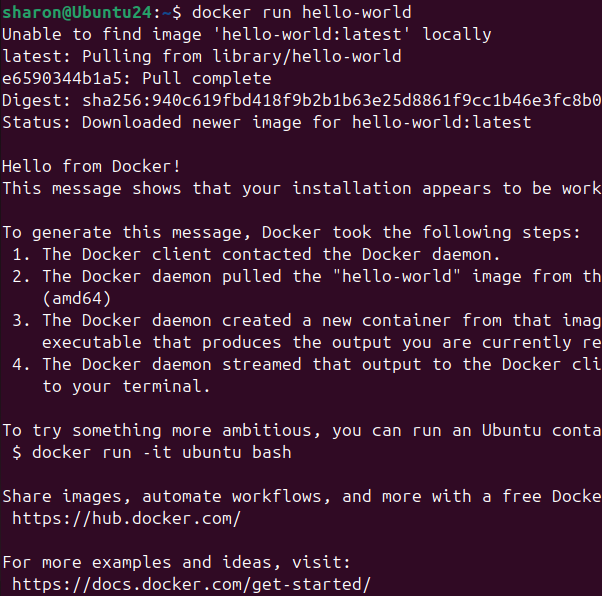 sharon@Ubuntu24:~$ docker run hello-world
Unable to find image 'hello-world:latest' locally
latest: Pulling from library/hello-world
e6590344b1a5: Pull complete
Digest: sha256:940c619fbd418f9b2b1b63e25d8861f9cc1b46e3fc8b0
Status: Downloaded newer image for hello-world:latest
Hello from Docker!
This message shows that your installation appears to be work
To generate this message, Docker took the following steps:
1. The Docker client contacted the Docker daemon.
2. The Docker daemon pulled the "hello-world" image from th
(amd64)
3. The Docker daemon created a new container from that imag
executable that produces the output you are currently re
4. The Docker daemon streamed that output to the Docker cli
to your terminal.
To try something more ambitious, you can run an Ubuntu conta
$ docker run -it ubuntu bash
Share images, automate workflows, and more with a free Docke
https://hub.docker.com/
For more examples and ideas, visit:
https://docs.docker.com/get-started/